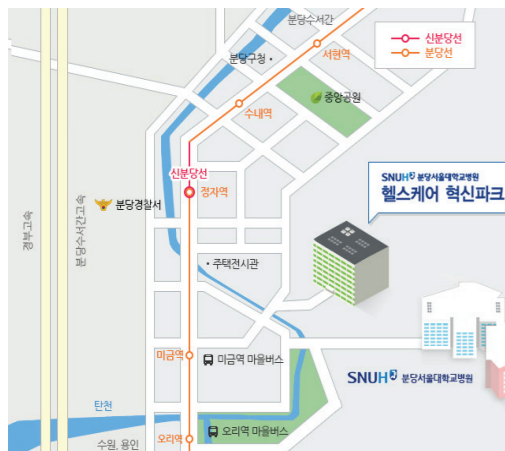 분당수서간
신분당선
분당선
분당구청
서현역
중앙공원
수내역
신분당선
정자역
SNUH 분당서울대학교병원
헬스케어 혁신파크
분당경찰서
경부고속
분당수서간고속
주택전시관
미금역
미금역 마을버스
SNUH 분당서울대학교병원
탄천
오리역 마을버스
수원, 용인
오리역